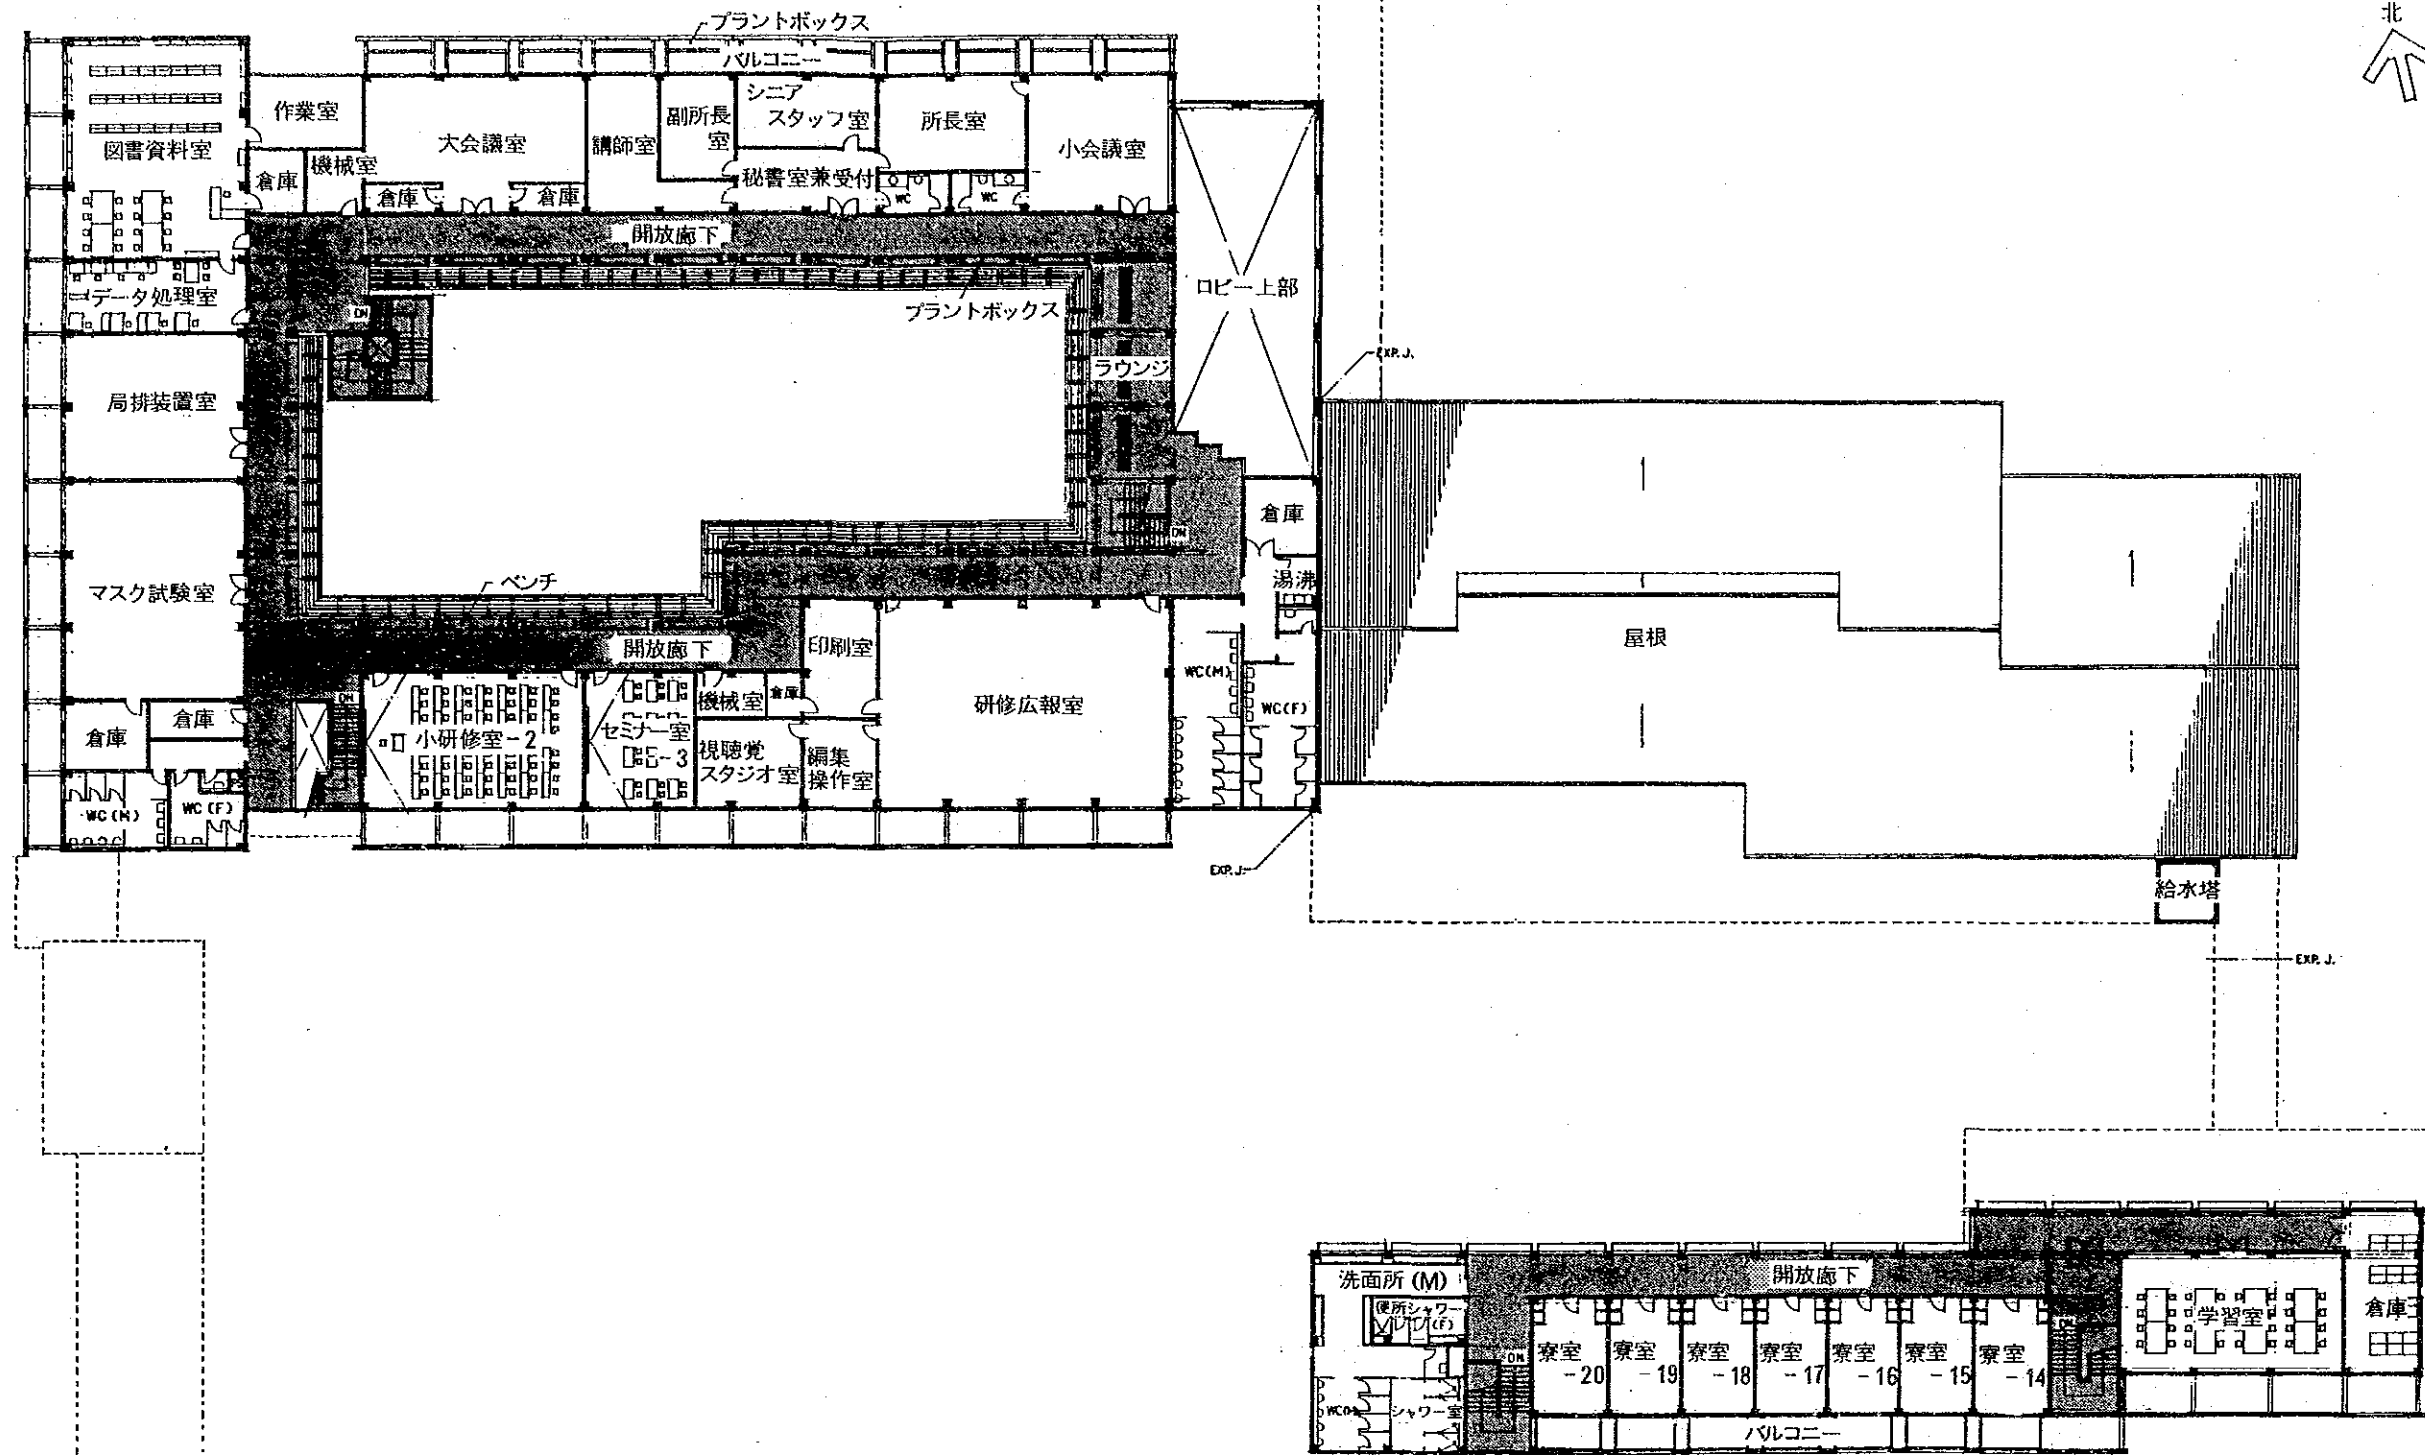 プラントボックス
北
バルコニー
作業室
大会議室
講師室
副所長
室
シニア
スタッフ室
所長室
小会議室
図書資料室
倉庫
機械室
倉庫
倉庫
秘書室兼受付
WC
WC
開放廊下
データ処理室
DN
プラントボックス
ロビー上部
EXP. J.
ラウンジ
局排装置室
倉庫
DN
湯沸
マスク試験室
ベンチ
開放廊下
印刷室
屋根
WC(M)
DN
機械室
倉庫
研修広報室
WC(F)
倉庫
倉庫
小研修室-2
セミナー室
-3
視聴覚
スタジオ室
編集
操作室
WC(M)
WC(F)
EXP. J.
給水塔
EXP. J.
洗面所(M)
開放廊下
便所シャワー
(F)
学習室
倉庫
DN
DN
寮室
-20
寮室
-19
寮室
-18
寮室
-17
寮室
-16
寮室
-15
寮室
-14
シャワー室
バルコニー